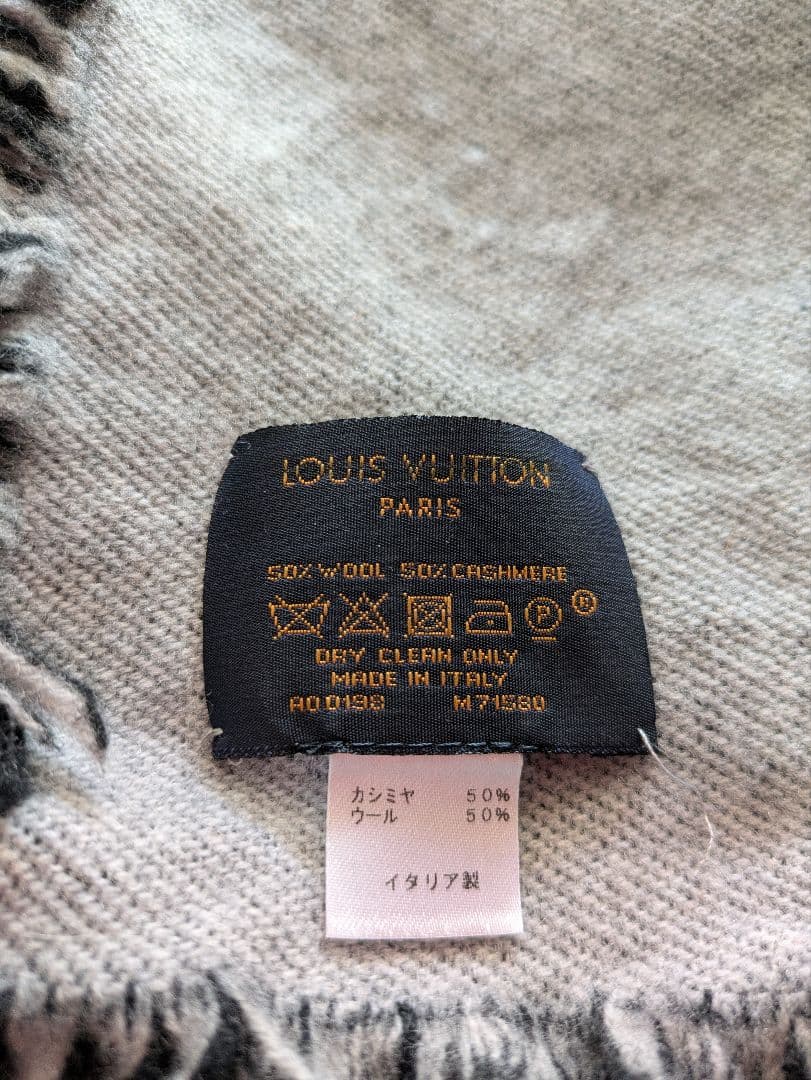 LOUIS VUITTON
PARIS
50% WOOL 50% CASHMERE
P ®
DRY CLEAN ONLY
MADE IN ITALY
AO0198 M71580
カシミヤ 50%
ウール 50%
イタリア製